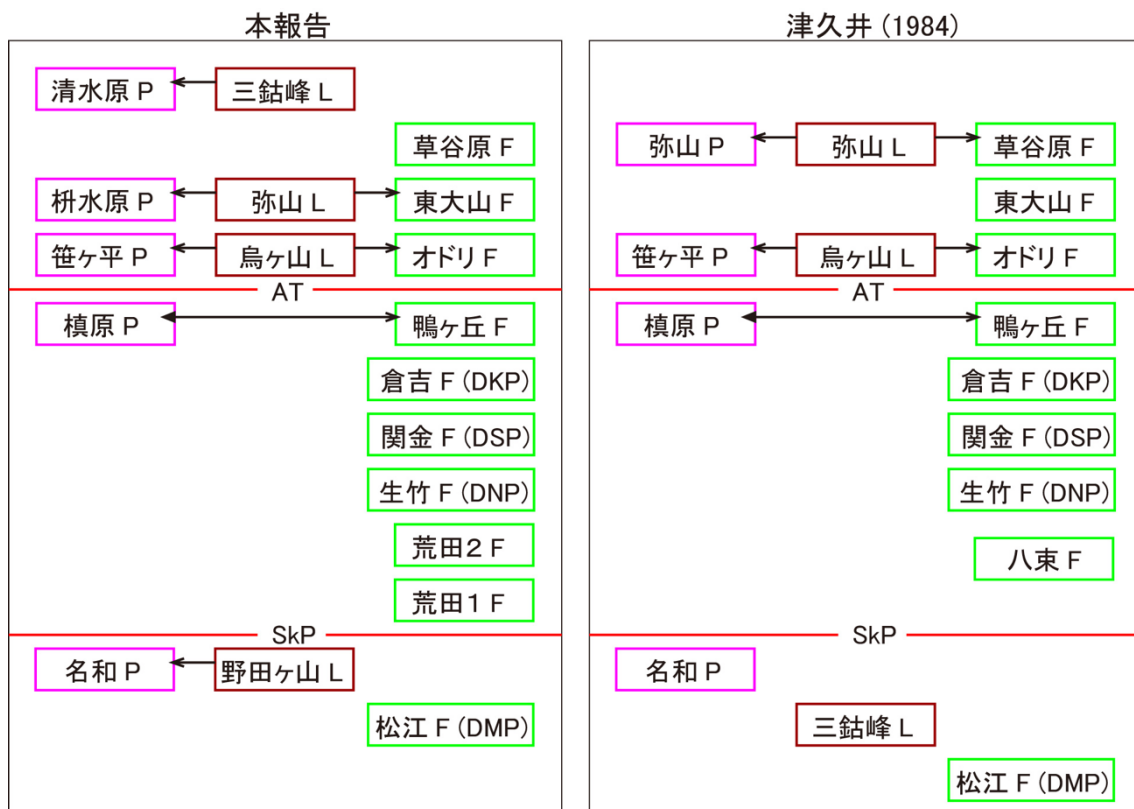 本報告
清水原 P
三鈷峰 L
草谷原 F
枡水原 P
弥山 L
東大山 F
笹ヶ平 P
烏ヶ山 L
オドリ F
AT
槙原 P
鴨ヶ丘 F
倉吉 F (DKP)
関金 F (DSP)
生竹 F (DNP)
荒田2 F
荒田1 F
SkP
名和 P
野田ヶ山 L
松江 F (DMP)
津久井 (1984)
弥山 P
弥山 L
草谷原 F
東大山 F
笹ヶ平 P
烏ヶ山 L
オドリ F
AT
槙原 P
鴨ヶ丘 F
倉吉 F (DKP)
関金 F (DSP)
生竹 F (DNP)
八束 F
SkP
名和 P
三鈷峰 L
松江 F (DMP)